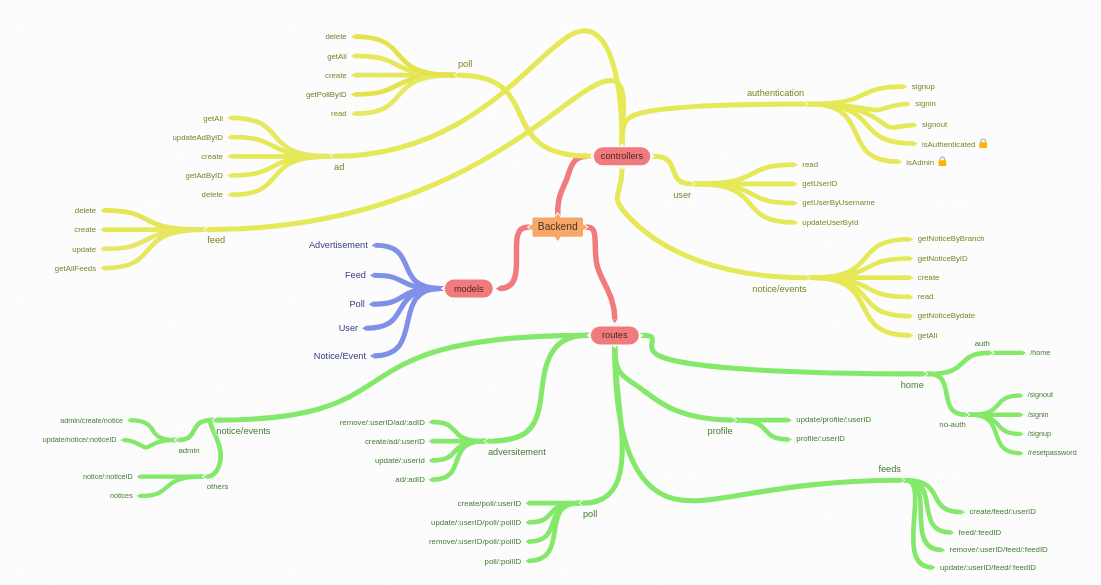 poll
delete
getAll
create
getPollByID
read
ad
getAll
updateAdByID
create
getAdByID
delete
feed
delete
create
update
getAllFeeds
controllers
authentication
signup
signin
signout
isAuthenticated 🔒
isAdmin 🔒
user
read
getUserID
getUserByUsername
updateUserById
notice/events
getNoticeByBranch
getNoticeByID
create
read
getNoticeBydate
getAll
Backend
models
Advertisement
Feed
Poll
User
Notice/Event
routes
home
auth
/home
no-auth
/signout
/signin
/signup
/resetpassword
profile
update/profile/:userID
profile/:userID
feeds
create/feed/:userID
feed/:feedID
remove/:userID/feed/:feedID
update/:userID/feed/:feedID
notice/events
admin
admin/create/notice
update/notice/:noticeID
others
notice/:noticeID
notices
adversitement
remove/:userID/ad/:adID
create/ad/:userID
update/:userId
ad/:adID
poll
create/poll/:userID
update/:userID/poll/:pollID
remove/:userID/poll/:pollID
poll/:pollID